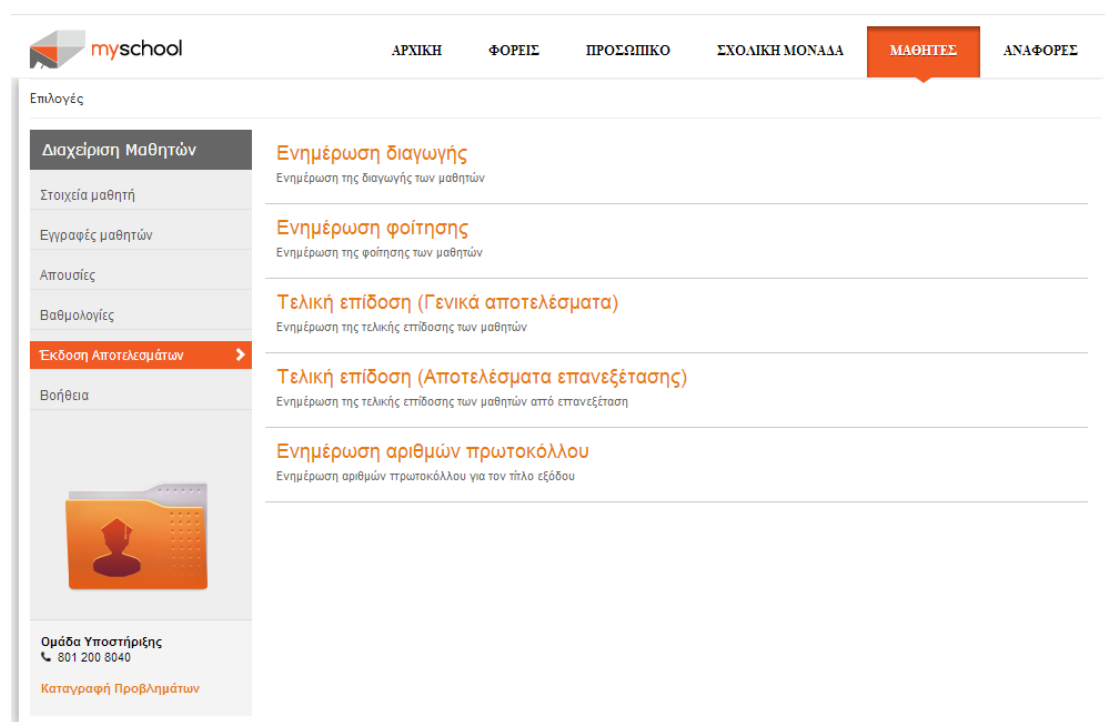 myschool
ΑΡΧΙΚΗ ΦΟΡΕΙΣ ΠΡΟΣΩΠΙΚΟ ΣΧΟΛΙΚΗ ΜΟΝΑΔΑ ΜΑΘΗΤΕΣ ΑΝΑΦΟΡΕΣ
Επιλογές
Διαχείριση Μαθητών
Στοιχεία μαθητή
Εγγραφές μαθητών
Απουσίες
Βαθμολογίες
Έκδοση Αποτελεσμάτων
Βοήθεια
Ομάδα Υποστήριξης
801 200 8040
Καταγραφή Προβλημάτων
Ενημέρωση διαγωγής
Ενημέρωση της διαγωγής των μαθητών
Ενημέρωση φοίτησης
Ενημέρωση της φοίτησης των μαθητών
Τελική επίδοση (Γενικά αποτελέσματα)
Ενημέρωση της τελικής επίδοσης των μαθητών
Τελική επίδοση (Αποτελέσματα επανεξέτασης)
Ενημέρωση της τελικής επίδοσης των μαθητών από επανεξέταση
Ενημέρωση αριθμών πρωτοκόλλου
Ενημέρωση αριθμών πρωτοκόλλου για τον τίτλο εξόδου